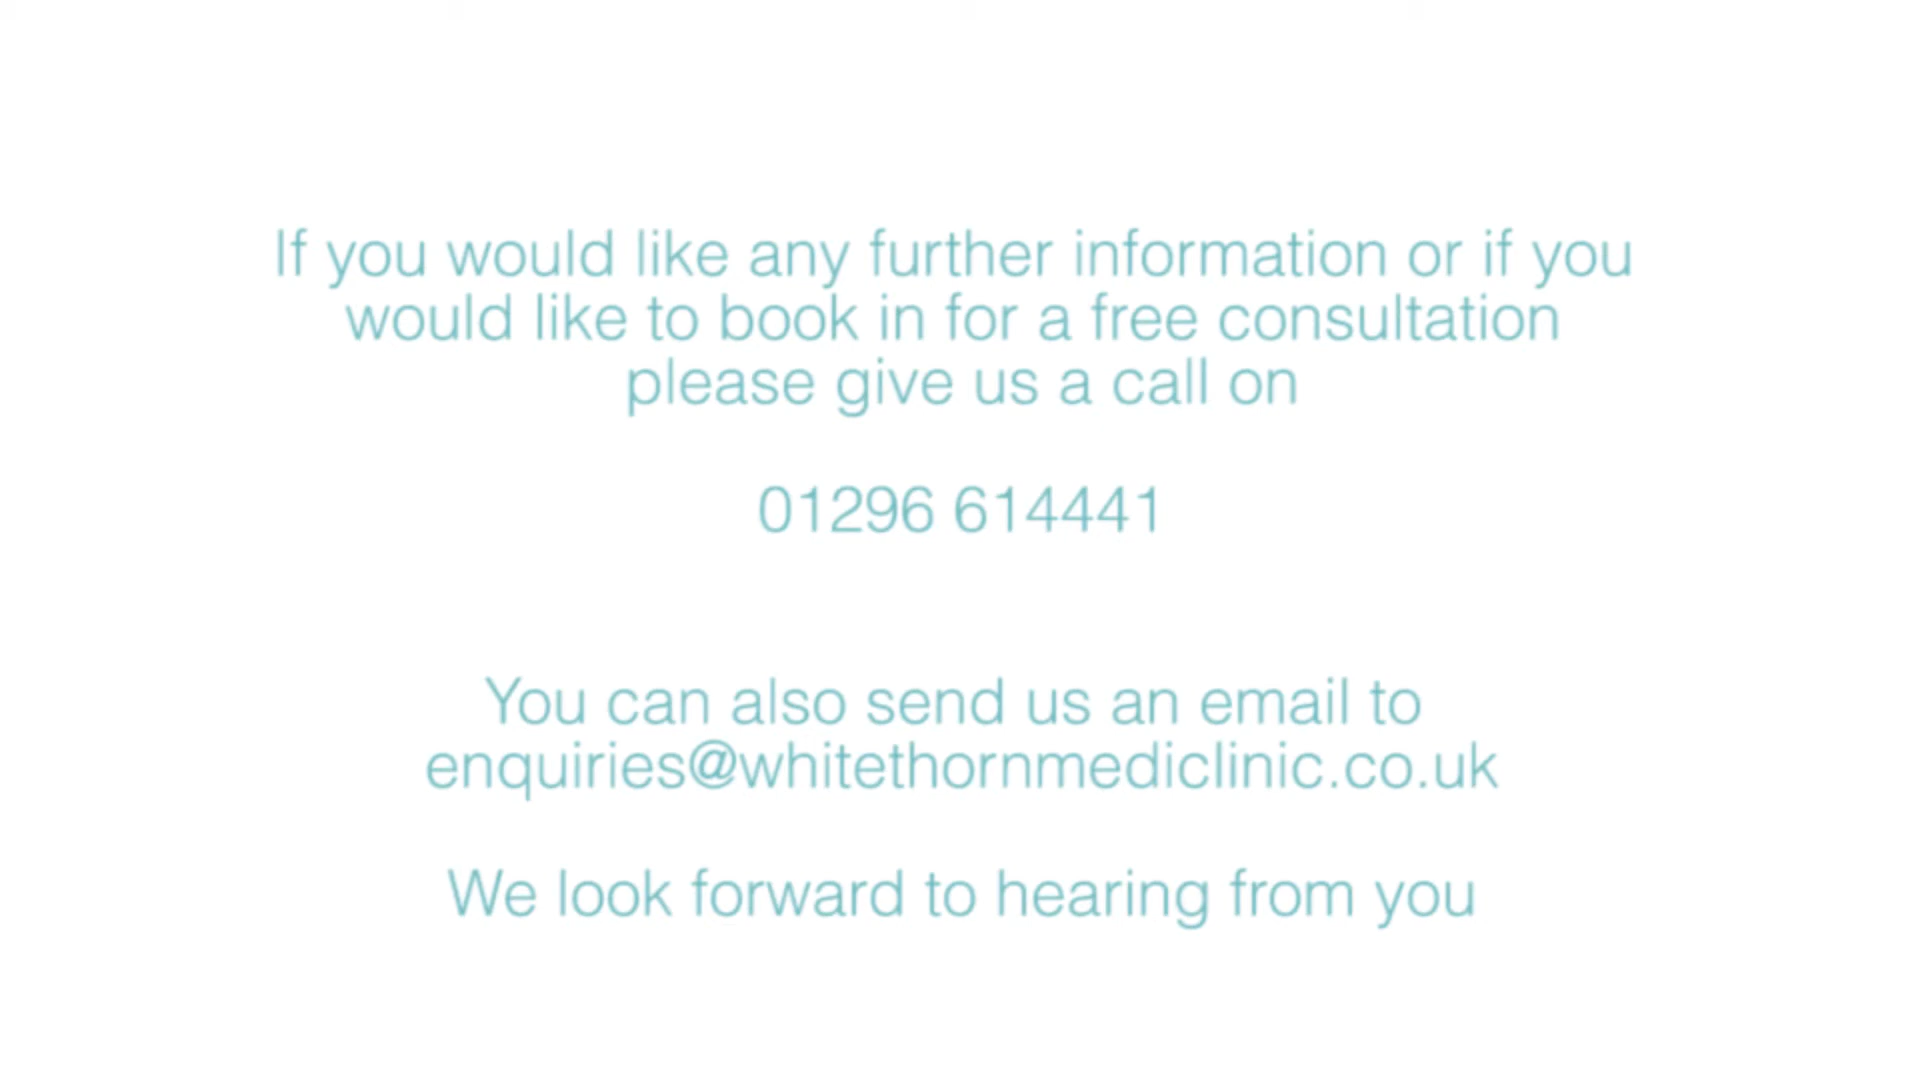 If you would like any further information or if you
would like to book in for a free consultation
please give us a call on
01296 614441
You can also send us an email to
enquiries@whitethornmediclinic.co.uk
We look forward to hearing from you